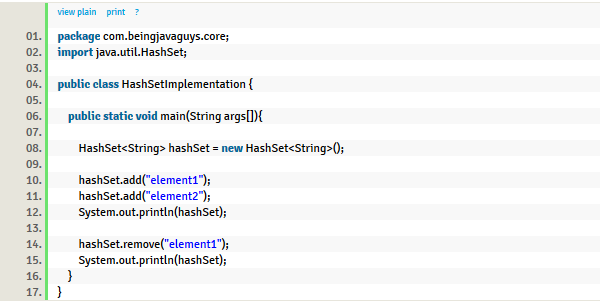 view plain print ?
01. package com.beingjavaguys.core;
02. import java.util.HashSet;
03.
04. public class HashSetImplementation {
05.
06. public static void main(String args[]){
07.
08. HashSet<String> hashSet = new HashSet<String>();
09.
10. hashSet.add("element1");
11. hashSet.add("element2");
12. System.out.println(hashSet);
13.
14. hashSet.remove("element1");
15. System.out.println(hashSet);
16. }
17. }